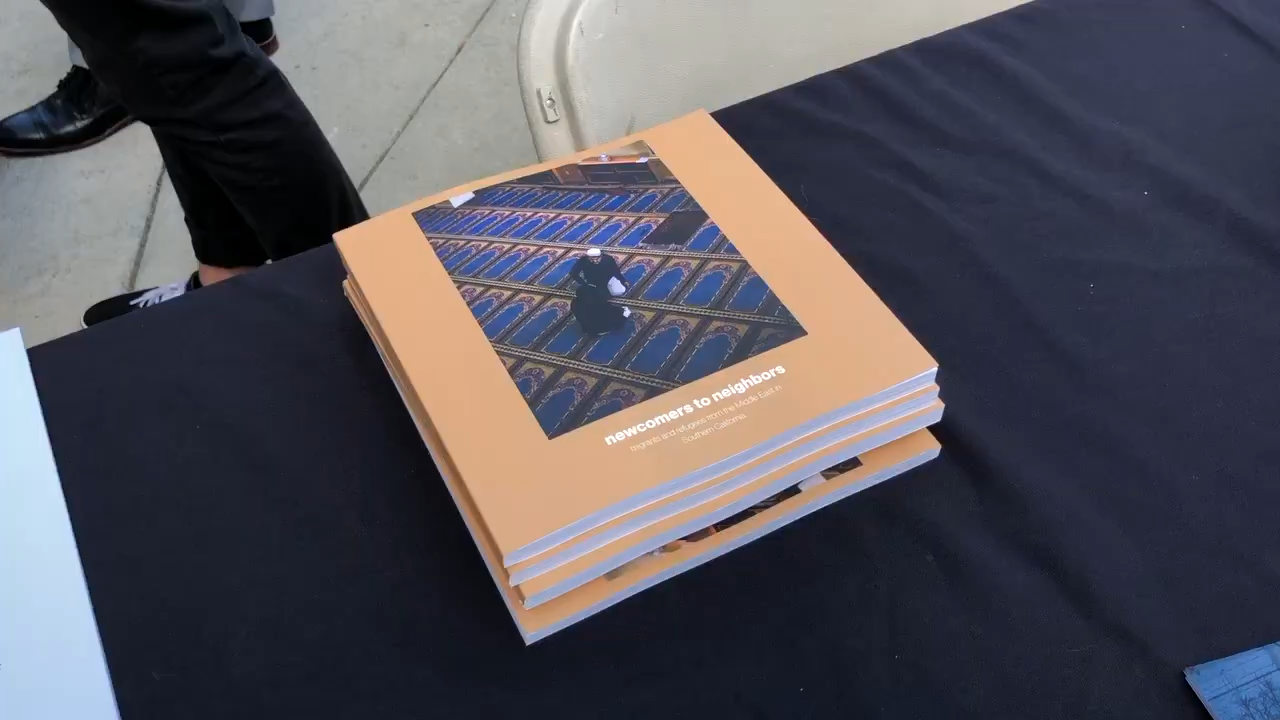 newcomers to neighbors
migrants and refugees from the Middle East in
Southern California